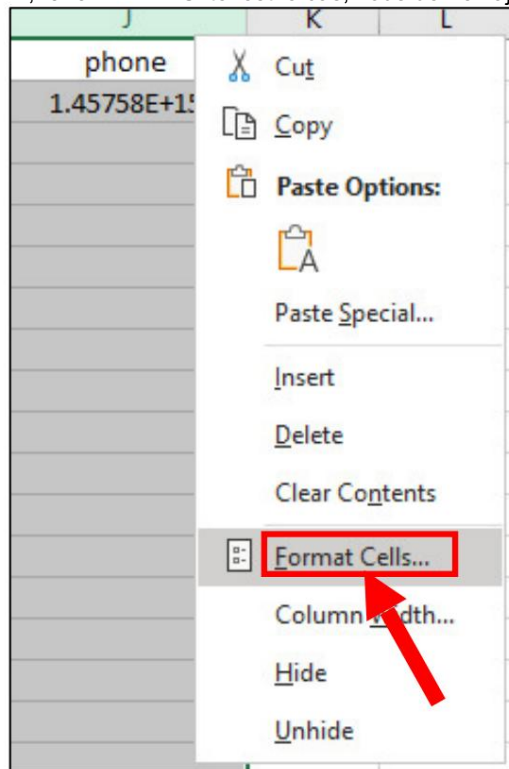 J K L
phone
1.45758E+15
Cut
Copy
Paste Options:
A
Paste Special...
Insert
Delete
Clear Contents
Format Cells...
Column Width...
Hide
Unhide